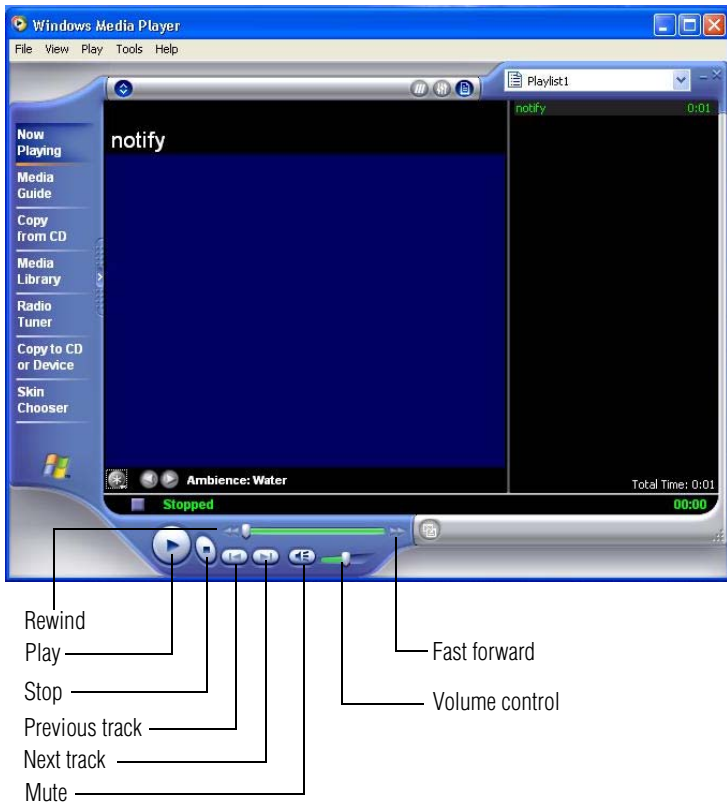 Windows Media Player
File View Play Tools Help
Playlist1
notify 0:01
Now
Playing
Media
Guide
Copy
from CD
Media
Library
Radio
Tuner
Copy to CD
or Device
Skin
Chooser
notify
Ambience: Water
Total Time: 0:01
Stopped 00:00
Rewind
Play
Stop
Previous track
Next track
Mute
Fast forward
Volume control